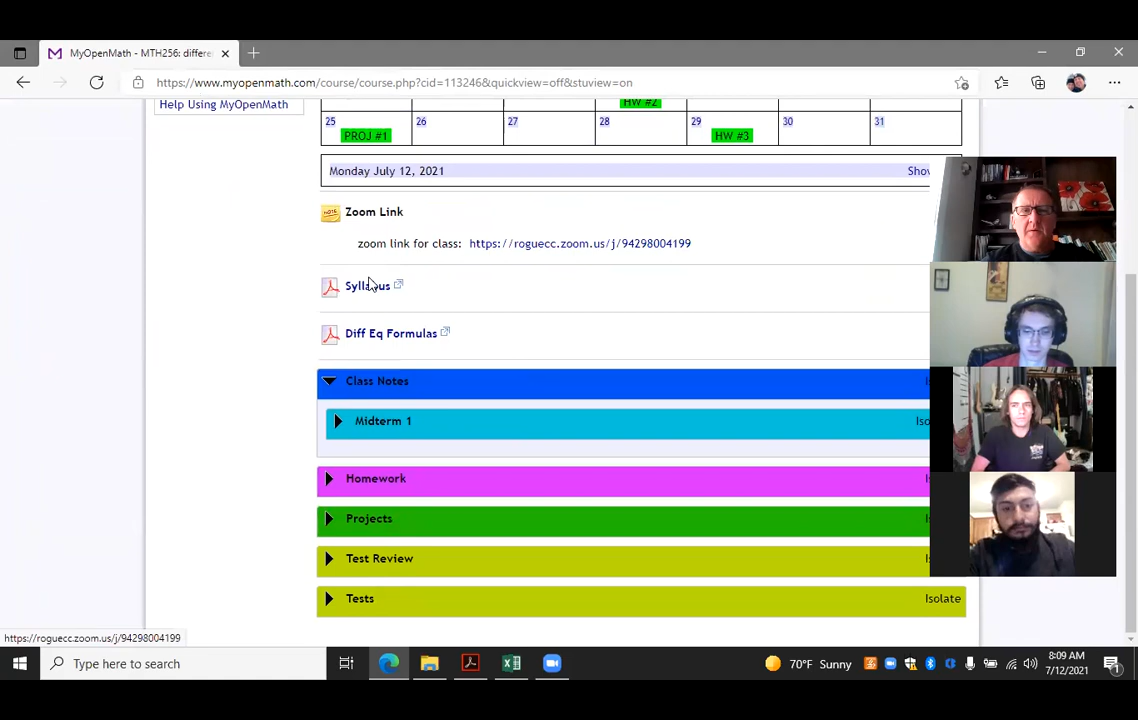 MyOpenMath - MTH256: differe
https://www.myopenmath.com/course/course.php?cid=113246&quickview=off&stuview=on
Help Using MyOpenMath
HW #2
25 26 27 28 29 30 31
PROJ #1 HW #3
Monday July 12, 2021 Shov
NOTE Zoom Link
zoom link for class: https://roguecc.zoom.us/j/94298004199
Syllabus
Diff Eq Formulas
Class Notes
Midterm 1 Iso
Homework
Projects
Test Review
Tests Isolate
https://roguecc.zoom.us/j/94298004199
Type here to search
70°F Sunny
8:09 AM
7/12/2021
1